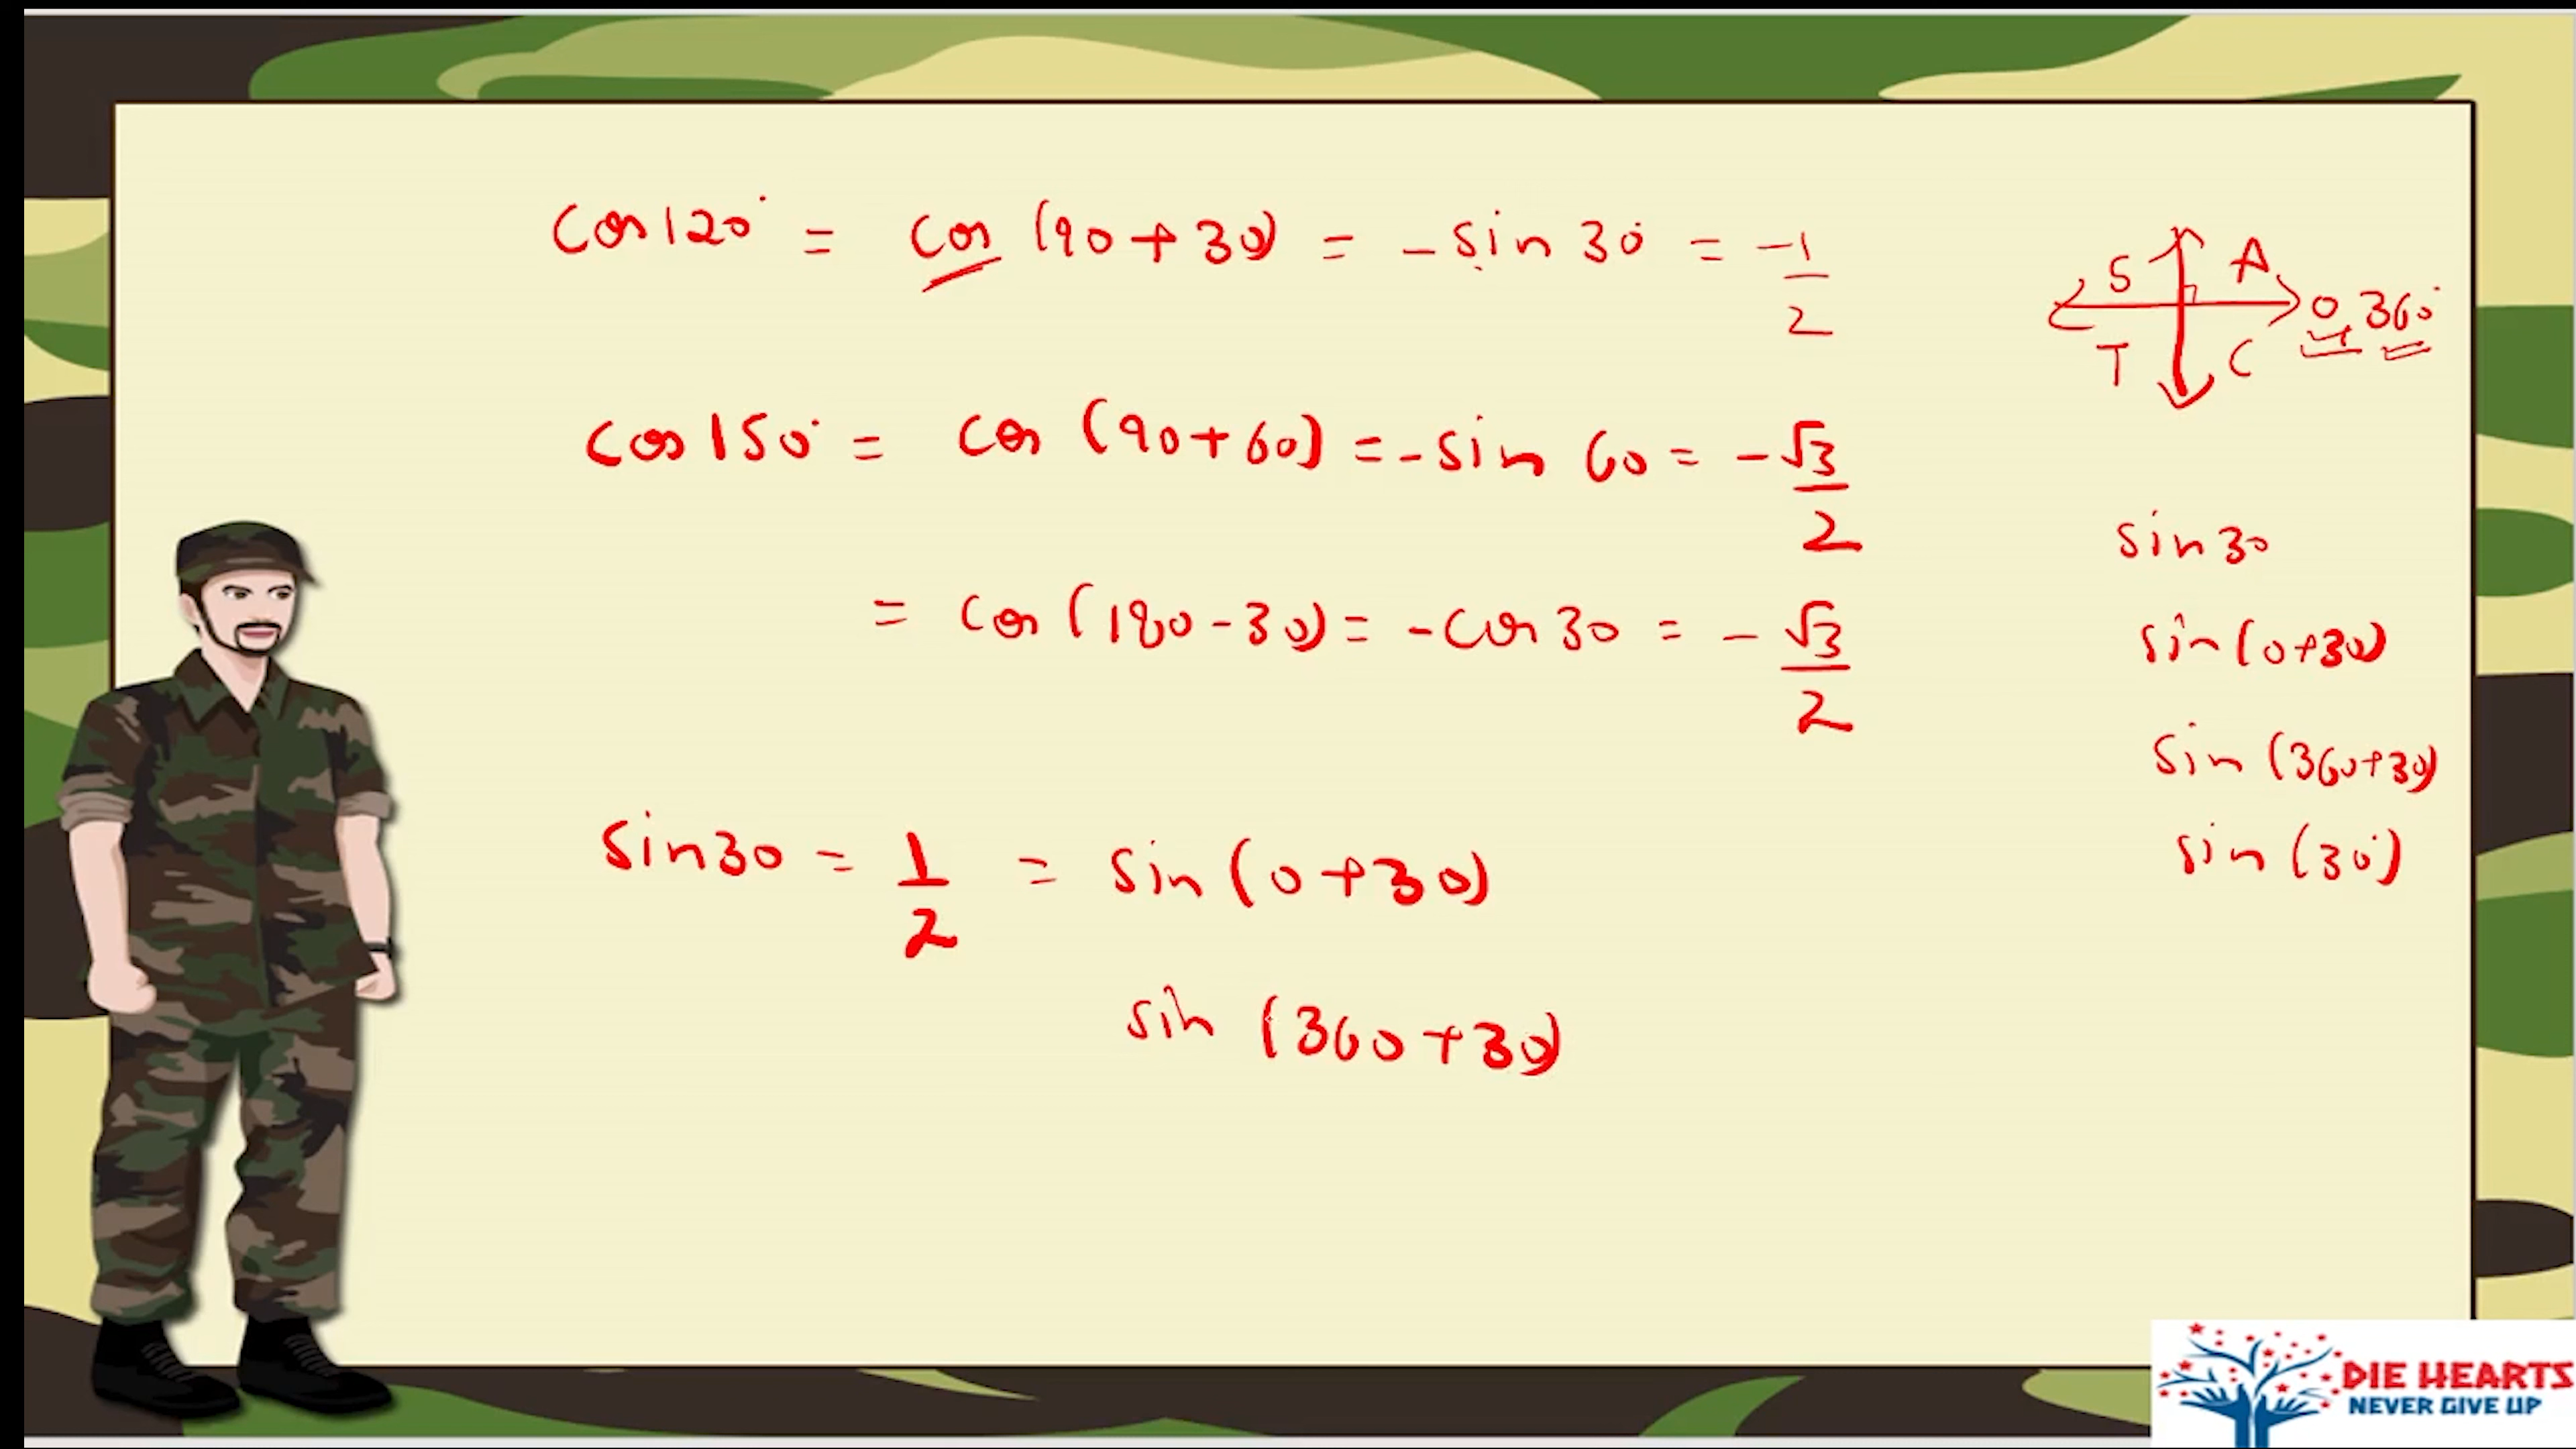 cos120° = cos (90+30) = -sin30° = -1/2
cos150° = cos (90+60) = -sin 60 = -√3/2
= cos (180-30) = -cos30 = -√3/2
sin30 = 1/2 = sin (0+30)
sin (360+30)
S A
0, 360°
T C
sin30
sin(0+30)
sin (360+30)
sin (30°)
DIE HEARTS
NEVER GIVE UP